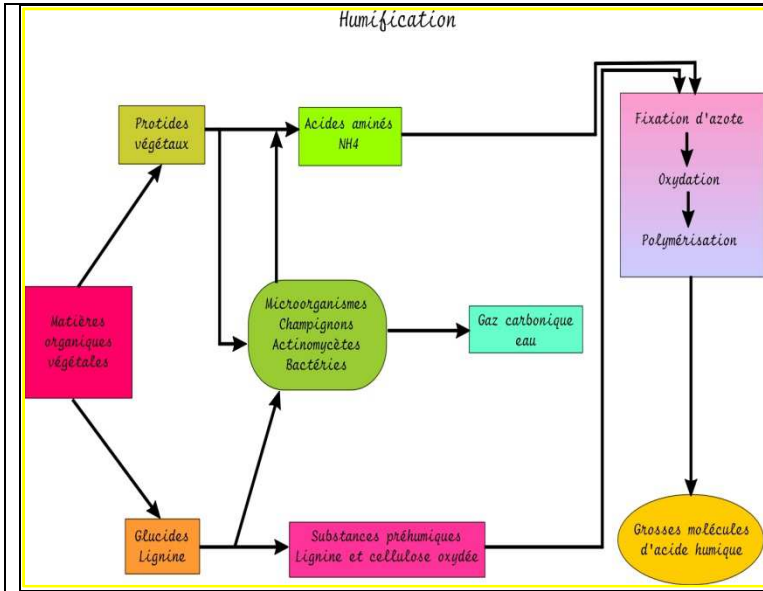 Humification
Protides
végétaux
Acides aminés
NH4
Fixation d'azote
Oxydation
Polymérisation
Matières
organiques
végétales
Microorganismes
Champignons
Actinomycètes
Bactéries
Gaz carbonique
eau
Glucides
Lignine
Substances préhumiques
Lignine et cellulose oxydée
Grosses molécules
d'acide humique